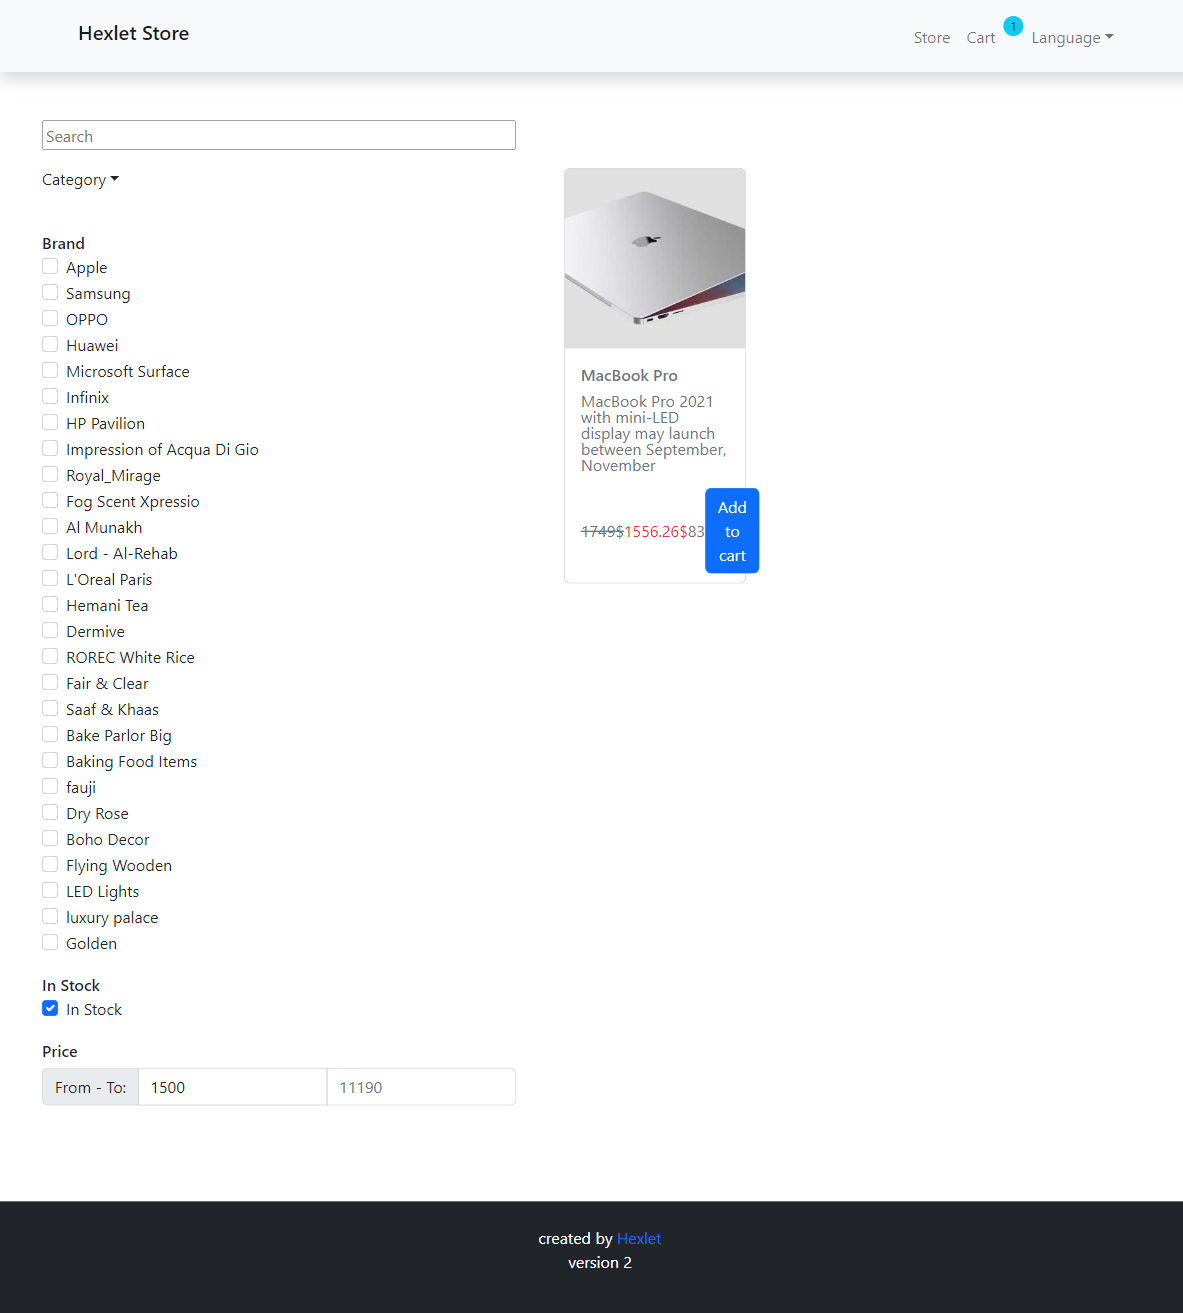 Hexlet Store
Store Cart 1 Language
Search
Category
Brand
Apple
Samsung
OPPO
Huawei
Microsoft Surface
Infinix
HP Pavilion
Impression of Acqua Di Gio
Royal_Mirage
Fog Scent Xpressio
Al Munakh
Lord - Al-Rehab
L'Oreal Paris
Hemani Tea
Dermive
ROREC White Rice
Fair & Clear
Saaf & Khaas
Bake Parlor Big
Baking Food Items
fauji
Dry Rose
Boho Decor
Flying Wooden
LED Lights
luxury palace
Golden
In Stock
In Stock
Price
From - To: 1500 11190
MacBook Pro
MacBook Pro 2021
with mini-LED
display may launch
between September,
November
1749$1556.26$83
Add
to
cart
created by Hexlet
version 2